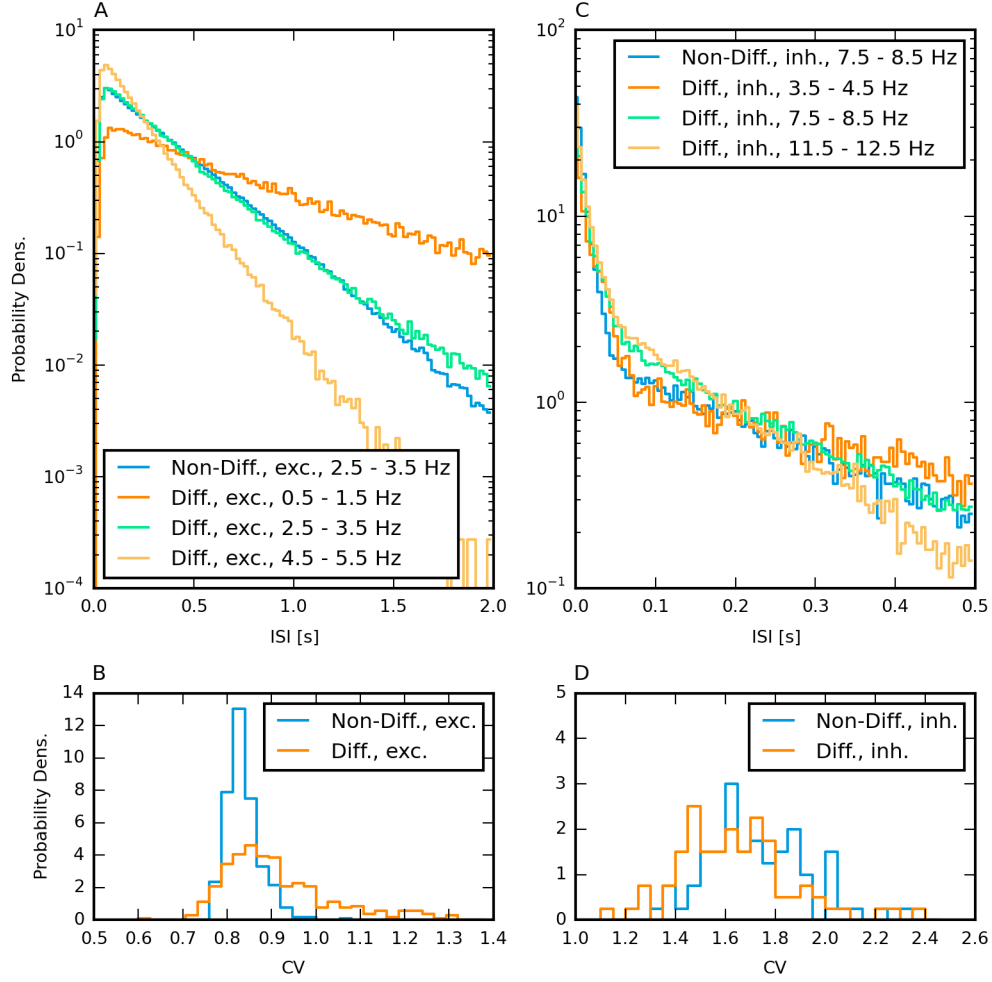 A
10^1
10^0
10^−1
10^−2
10^−3
10^−4
Probability Dens.
Non-Diff., exc., 2.5 - 3.5 Hz
Diff., exc., 0.5 - 1.5 Hz
Diff., exc., 2.5 - 3.5 Hz
Diff., exc., 4.5 - 5.5 Hz
0.0 0.5 1.0 1.5 2.0
ISI [s]
C
10^2
10^1
10^0
10^−1
Non-Diff., inh., 7.5 - 8.5 Hz
Diff., inh., 3.5 - 4.5 Hz
Diff., inh., 7.5 - 8.5 Hz
Diff., inh., 11.5 - 12.5 Hz
0.0 0.1 0.2 0.3 0.4 0.5
ISI [s]
B
14
12
10
8
6
4
2
0
Probability Dens.
Non-Diff., exc.
Diff., exc.
0.5 0.6 0.7 0.8 0.9 1.0 1.1 1.2 1.3 1.4
CV
D
5
4
3
2
1
0
Non-Diff., inh.
Diff., inh.
1.0 1.2 1.4 1.6 1.8 2.0 2.2 2.4 2.6
CV